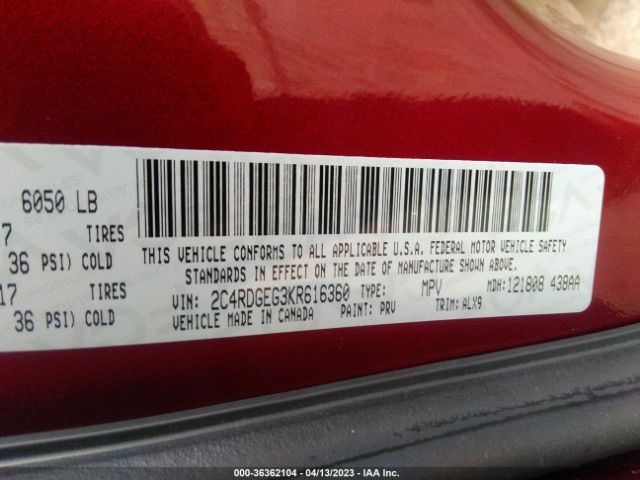 6050 LB
7 TIRES
36 PSI) COLD
17 TIRES
36 PSI) COLD
THIS VEHICLE CONFORMS TO ALL APPLICABLE U.S.A. FEDERAL MOTOR VEHICLE SAFETY
STANDARDS IN EFFECT ON THE DATE OF MANUFACTURE SHOWN ABOVE.
VIN: 2C4RDGEG3KR616360 TYPE: MPV MDH:121808 438AA
VEHICLE MADE IN CANADA PAINT: PRV TRIM: ALX9
000-36362104 - 04/13/2023 - IAA Inc.